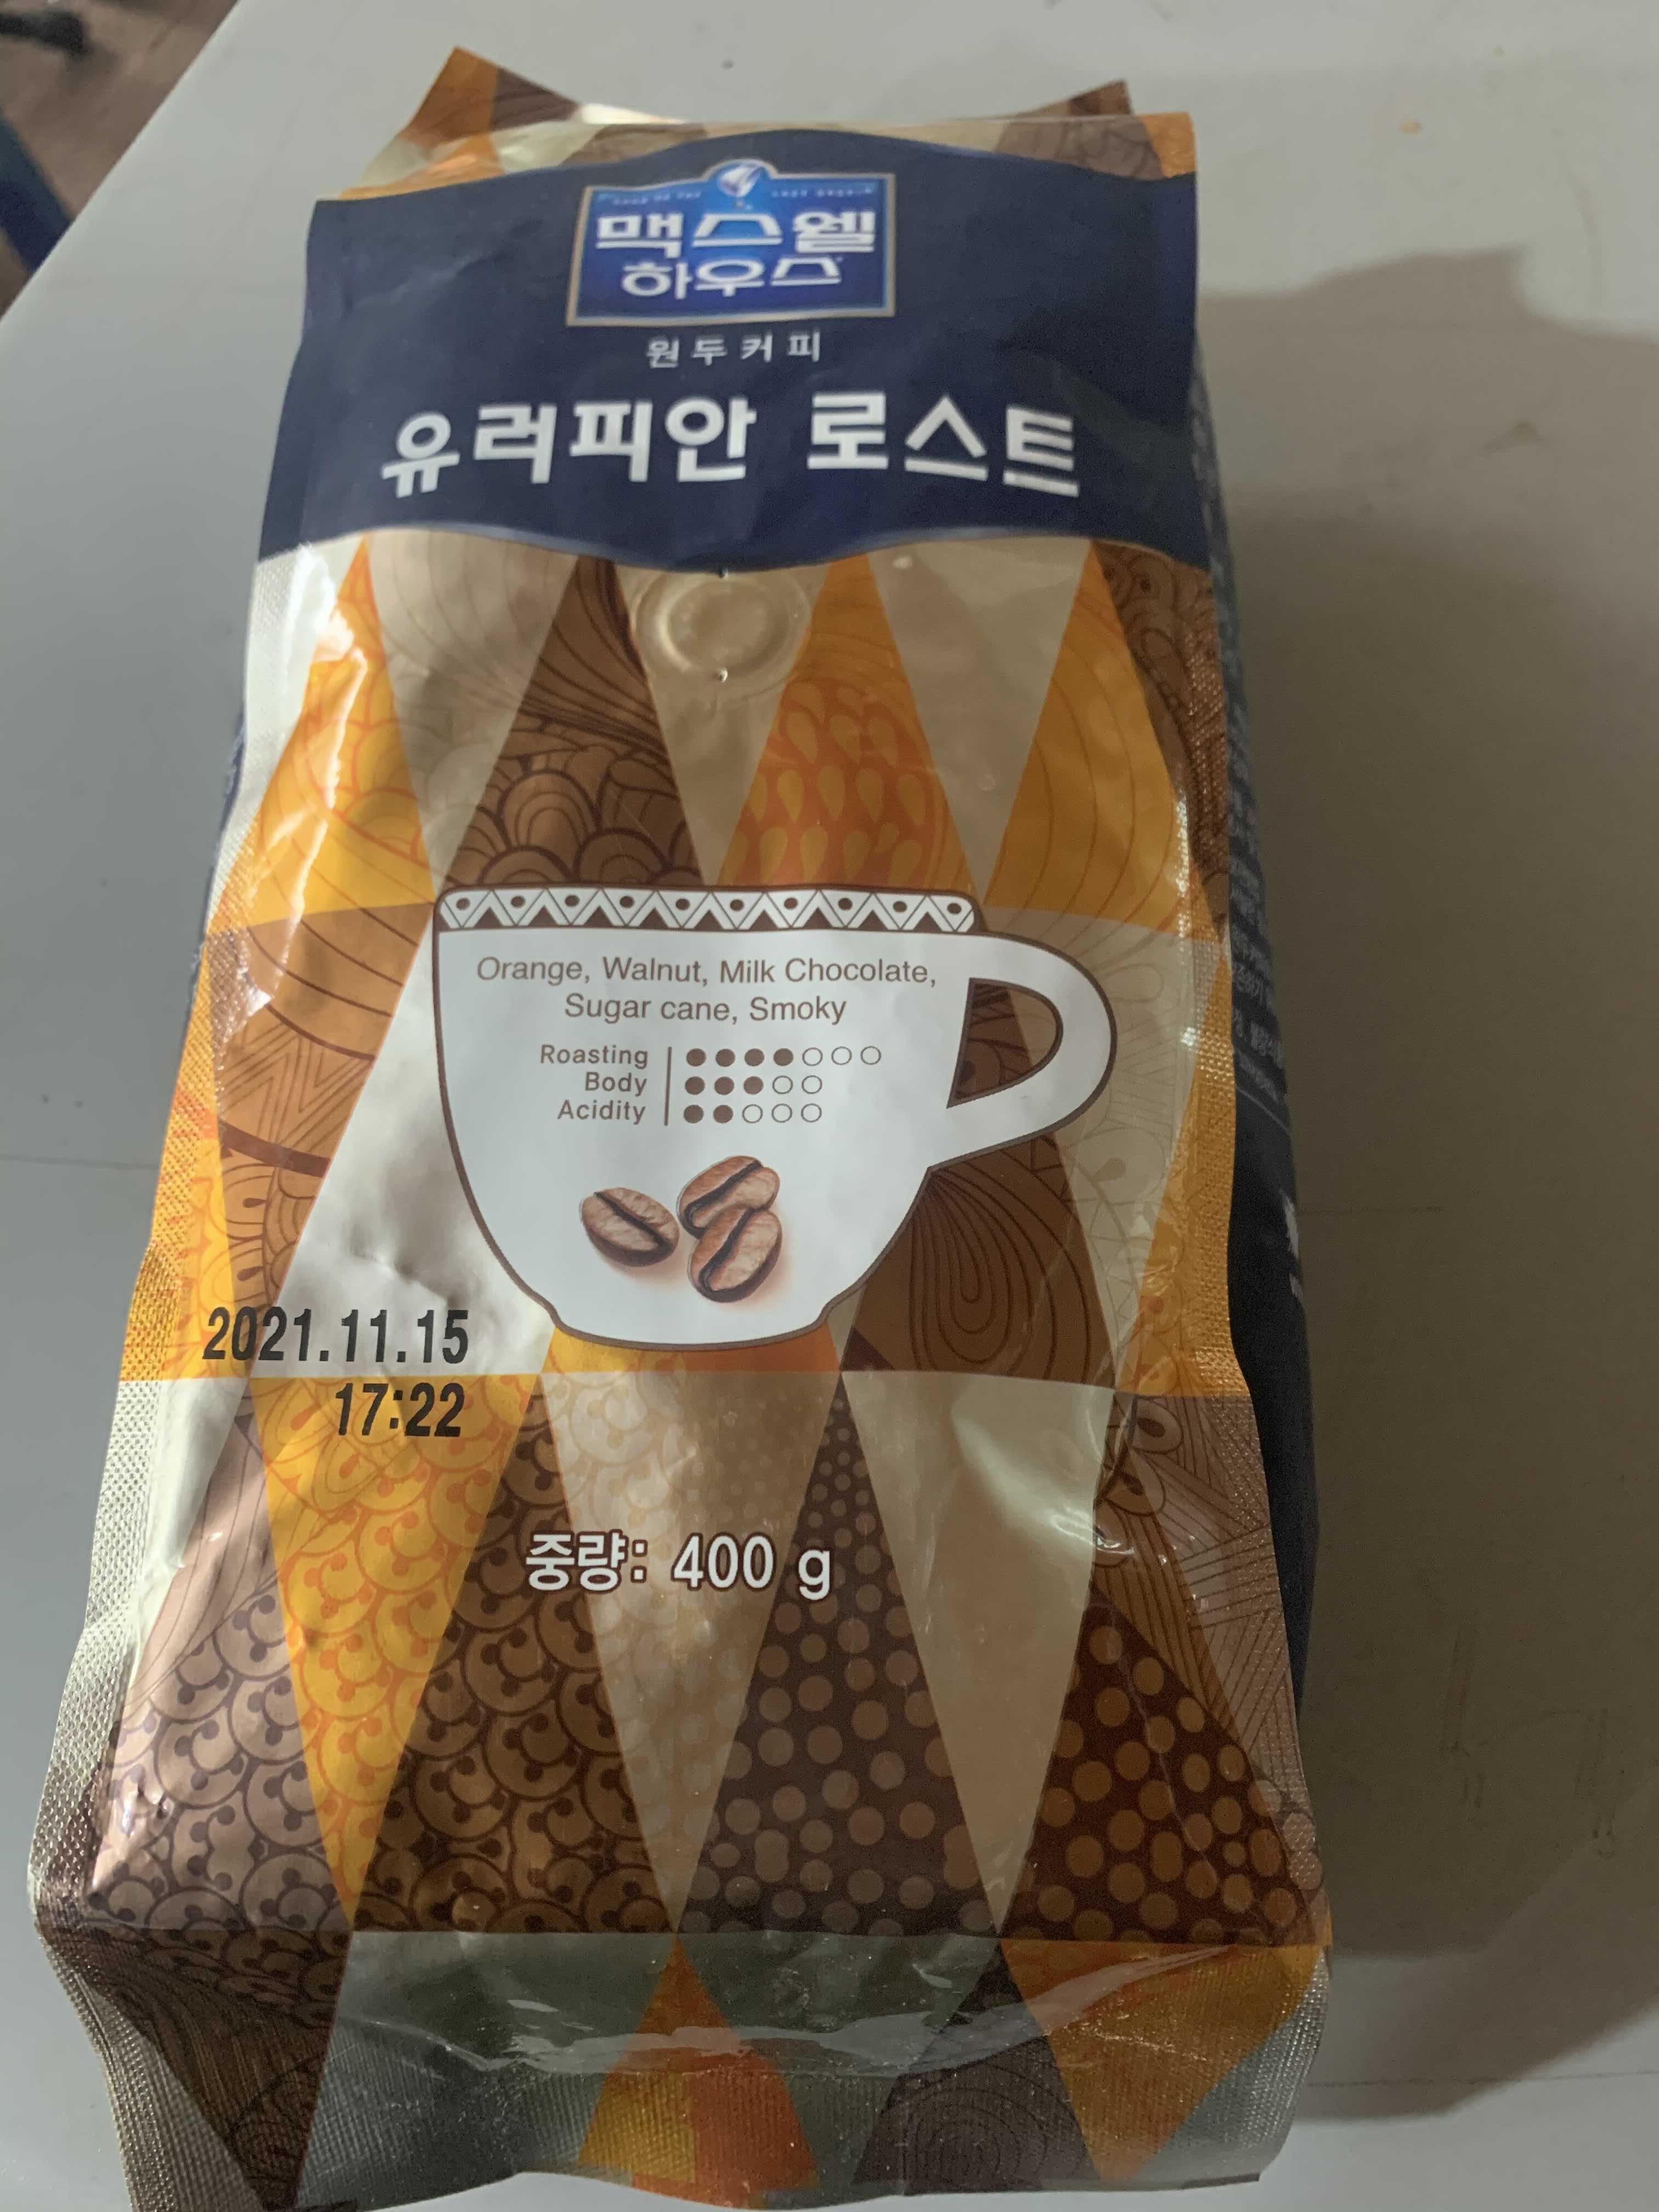 맥스웰
하우스
원두커피
유러피안 로스트
Orange, Walnut, Milk Chocolate,
Sugar cane, Smoky
Roasting
Body
Acidity
2021.11.15
17:22
중량: 400 g